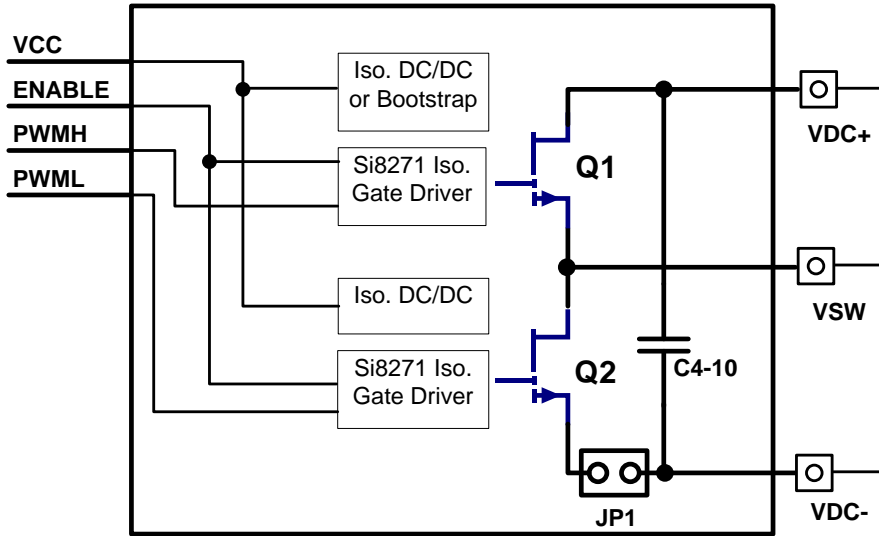 VCC
ENABLE
PWMH
PWML
Iso. DC/DC
or Bootstrap
Si8271 Iso.
Gate Driver
Iso. DC/DC
Si8271 Iso.
Gate Driver
Q1
Q2
C4-10
JP1
VDC+
VSW
VDC-